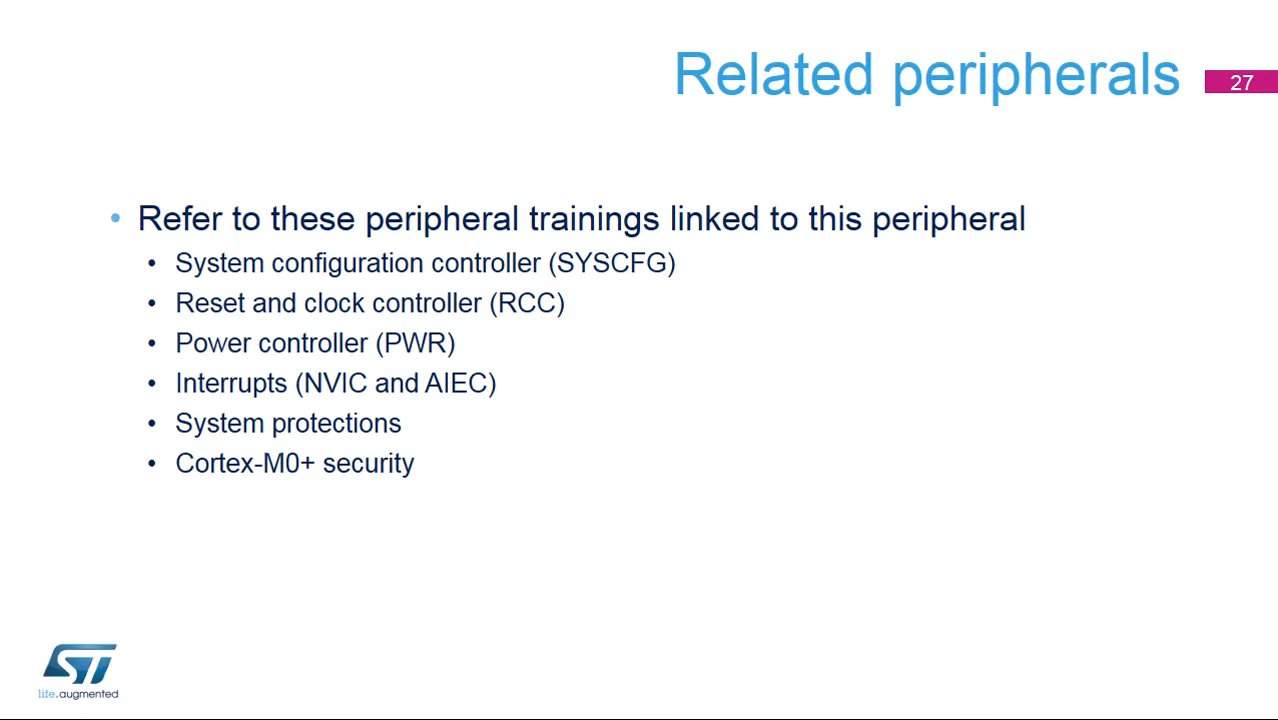 Related peripherals
27
• Refer to these peripheral trainings linked to this peripheral
• System configuration controller (SYSCFG)
• Reset and clock controller (RCC)
• Power controller (PWR)
• Interrupts (NVIC and AIEC)
• System protections
• Cortex-M0+ security
ST
life.augmented